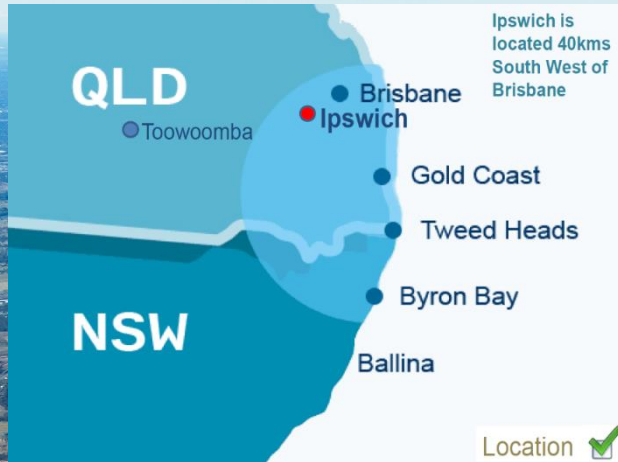 Ipswich is
located 40kms
South West of
Brisbane
QLD
Brisbane
Ipswich
Toowoomba
Gold Coast
Tweed Heads
Byron Bay
NSW
Ballina
Location